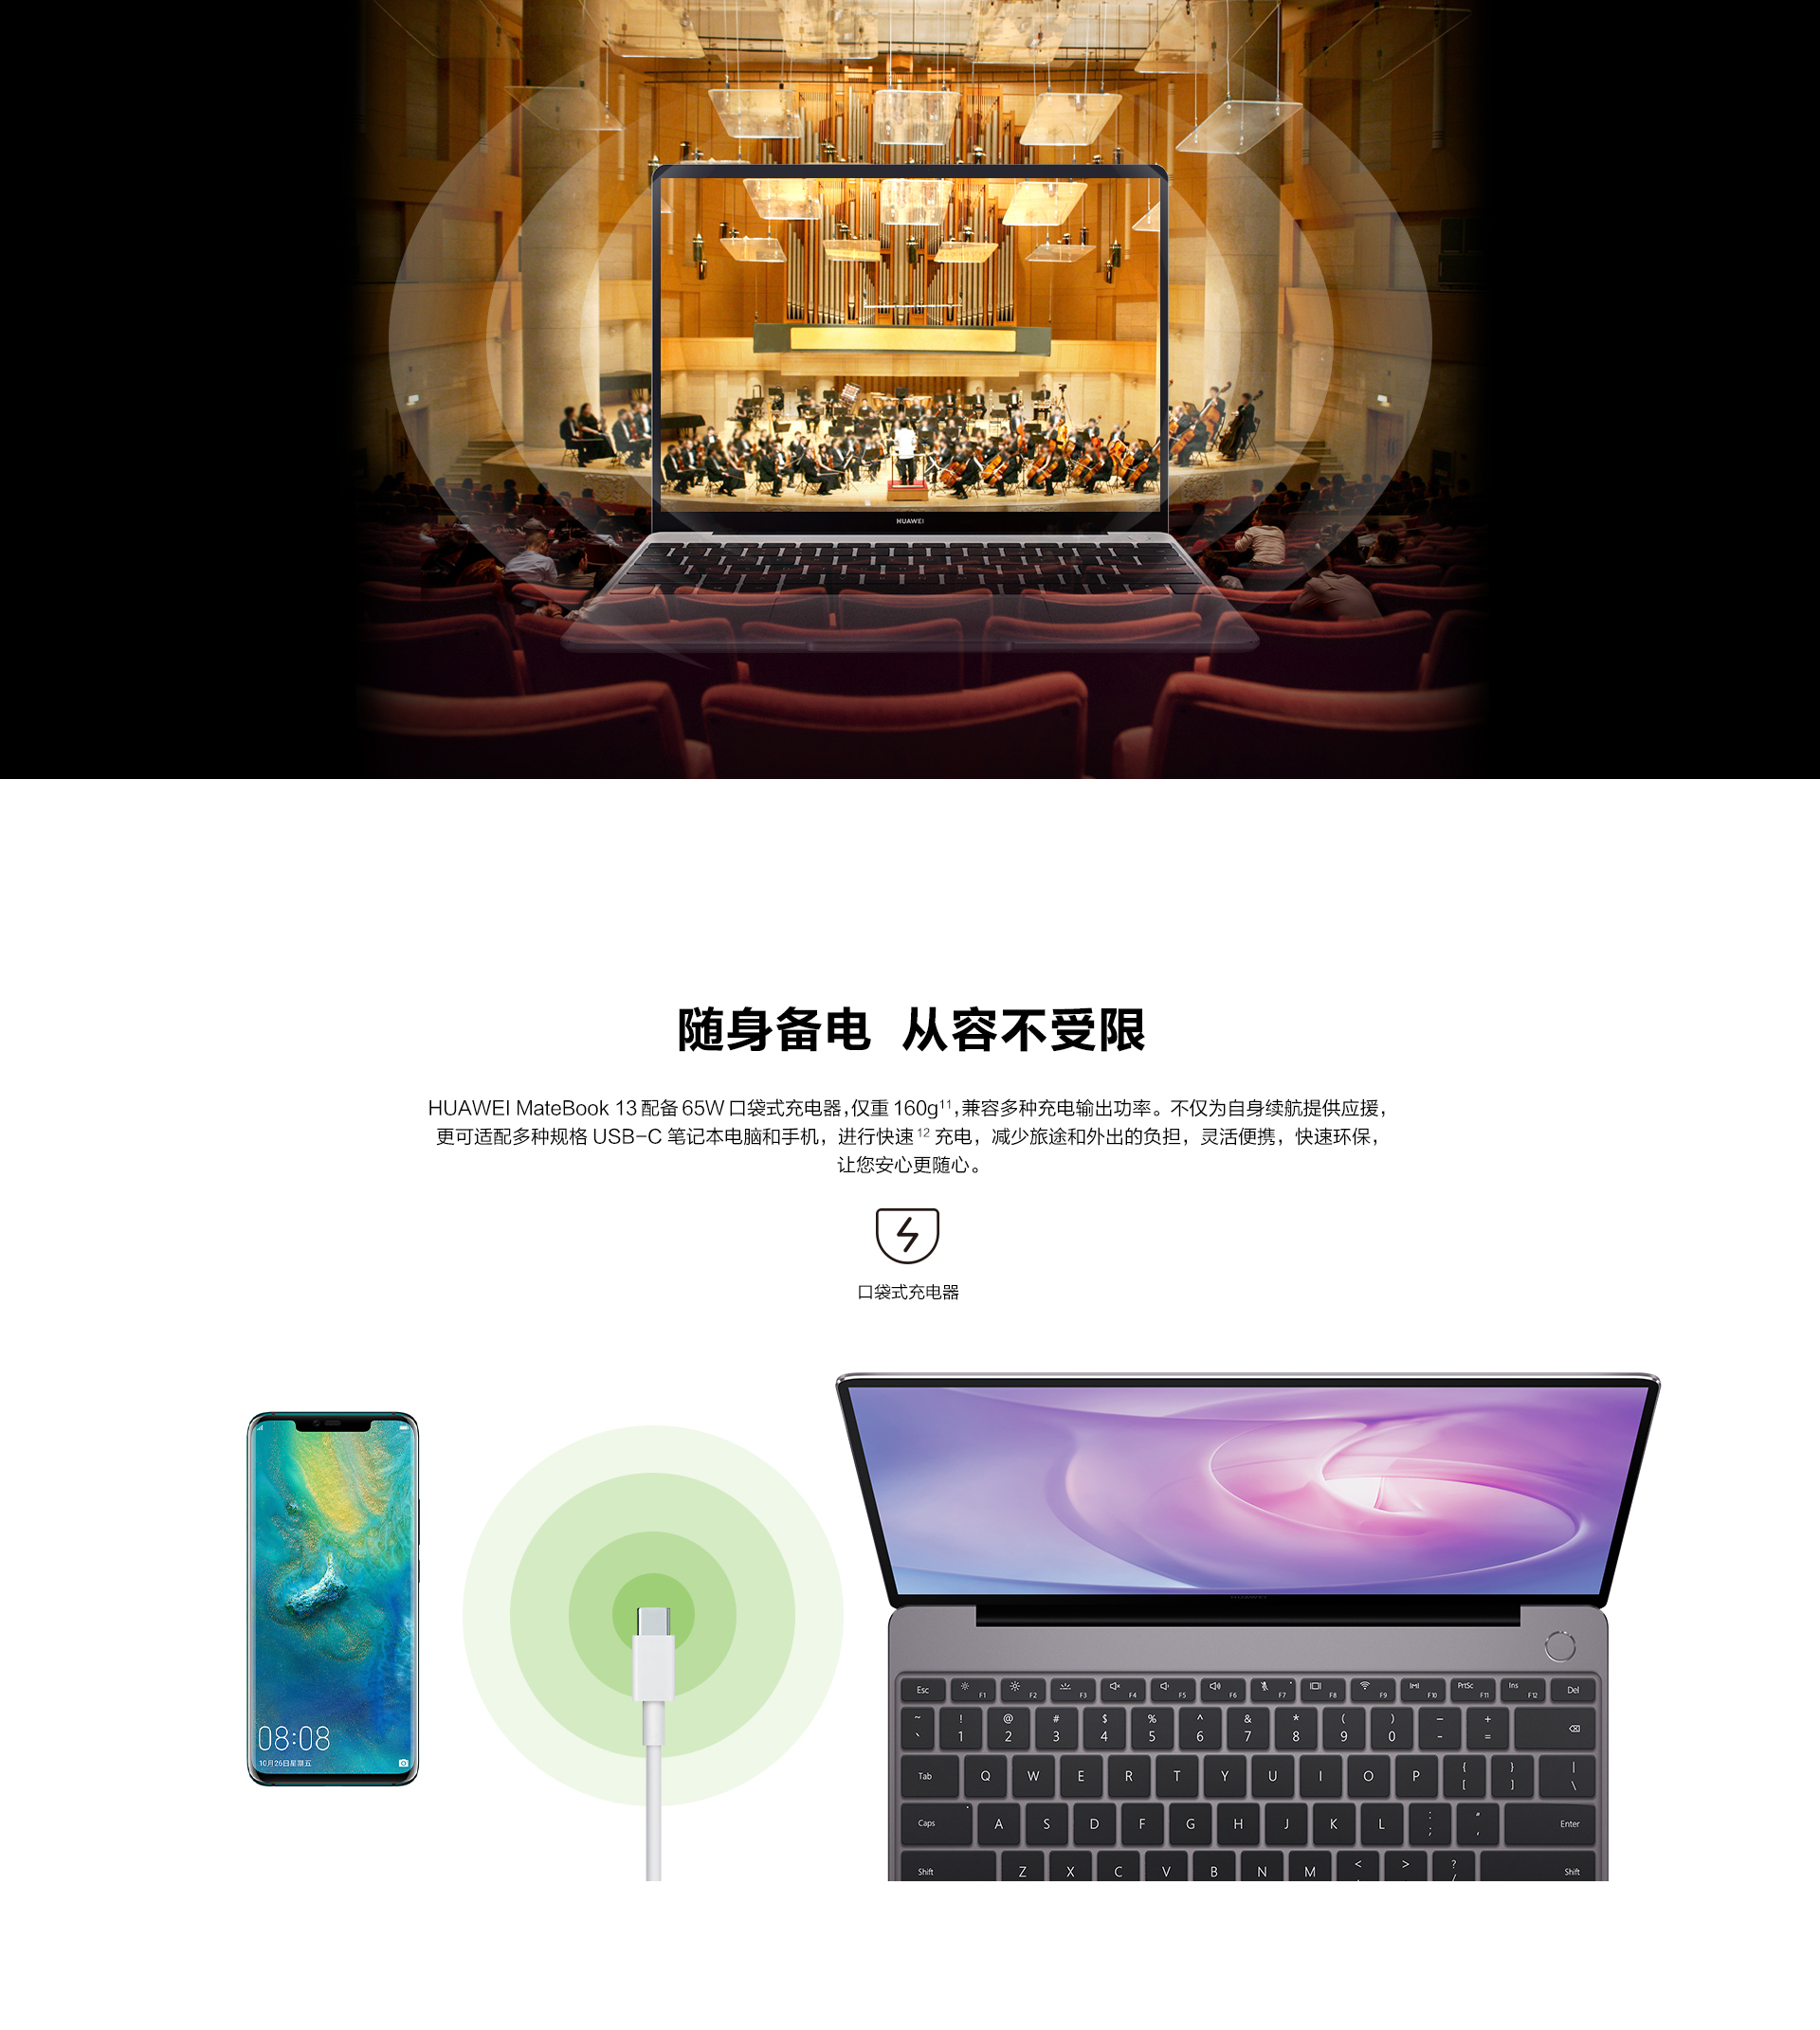 HUAWEI
随身备电 从容不受限
HUAWEI MateBook 13 配备 65W 口袋式充电器，仅重 160g11，兼容多种充电输出功率。不仅为自身续航提供应援，
更可适配多种规格 USB-C 笔记本电脑和手机，进行快速12 充电，减少旅途和外出的负担，灵活便携，快速环保，
让您安心更随心。
口袋式充电器
08:08
10月26日星期五
HUAWEI
Esc F1 F2 F3 F4 F5 F6 F7 F8 F9 PrtSc Ins Del
F10 F11 F12
~ ! @ # $ % ^ & * ( ) _ +
` 1 2 3 4 5 6 7 8 9 0 - =
Tab Q W E R T Y U I O P { } |
[ ] \
Caps A S D F G H J K L : " Enter
; '
Shift Z X C V B N M < > ? Shift